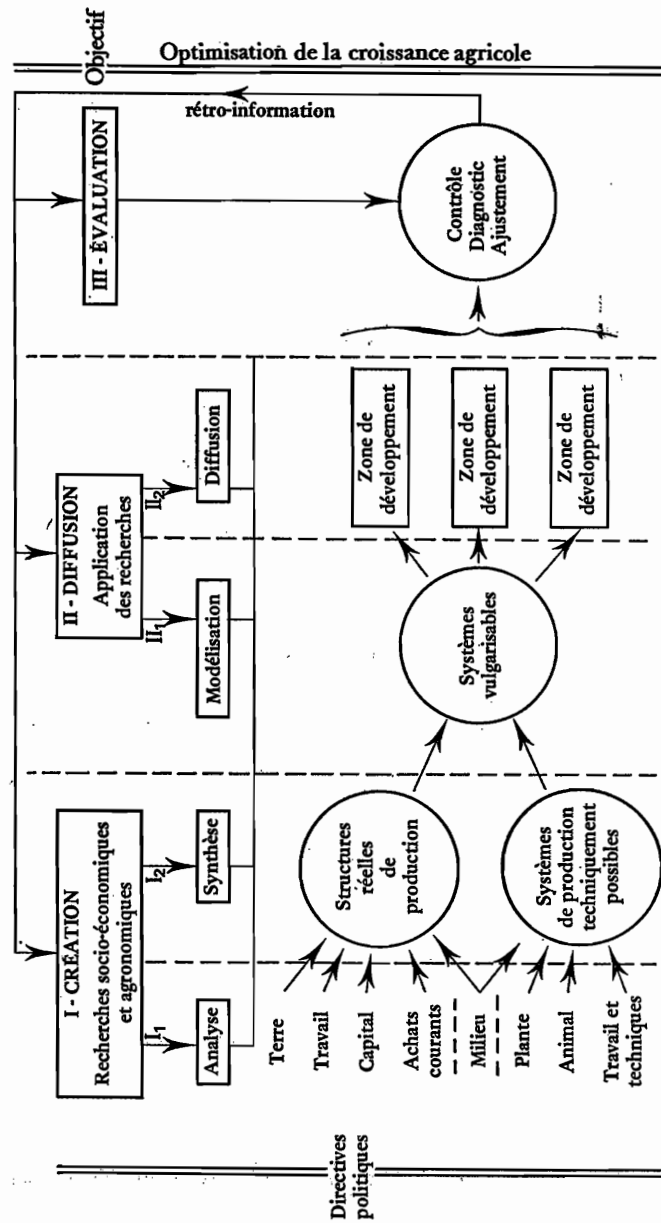 Directives
politiques
I - CRÉATION
Recherches socio-économiques
et agronomiques
I₁
I₂
Analyse
Synthèse
II - DIFFUSION
Application
des recherches
II₁
II₂
Modélisation
Diffusion
III - ÉVALUATION
Objectif
Optimisation de la croissance agricole
rétro-information
Terre
Travail
Capital
Achats
courants
Milieu
Plante
Animal
Travail et
techniques
Structures
réelles
de
production
Systèmes
de production
techniquement
possibles
Systèmes
vulgarisables
Zone de
développement
Zone de
développement
Zone de
développement
Contrôle
Diagnostic
Ajustement